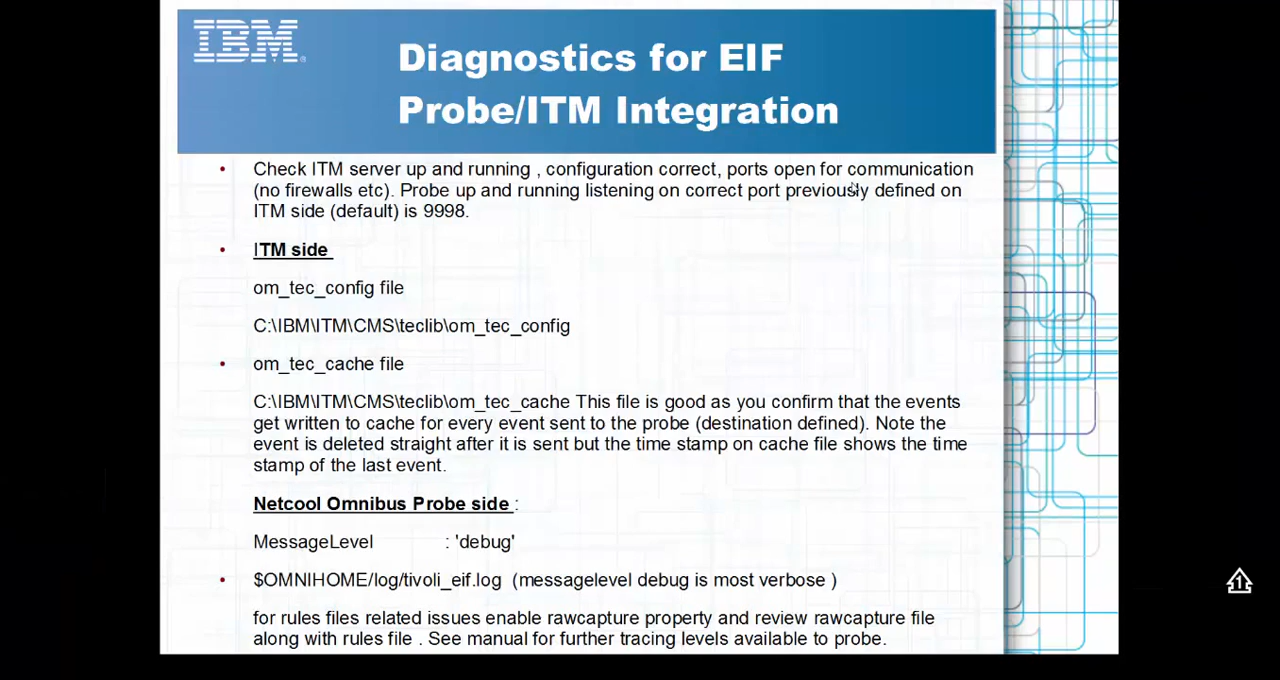 IBM
Diagnostics for EIF
Probe/ITM Integration
• Check ITM server up and running , configuration correct, ports open for communication
(no firewalls etc). Probe up and running listening on correct port previously defined on
ITM side (default) is 9998.
• ITM side
om_tec_config file
C:\IBM\ITM\CMS\teclib\om_tec_config
• om_tec_cache file
C:\IBM\ITM\CMS\teclib\om_tec_cache This file is good as you confirm that the events
get written to cache for every event sent to the probe (destination defined). Note the
event is deleted straight after it is sent but the time stamp on cache file shows the time
stamp of the last event.
Netcool Omnibus Probe side :
MessageLevel : 'debug'
• $OMNIHOME/log/tivoli_eif.log (messagelevel debug is most verbose )
for rules files related issues enable rawcapture property and review rawcapture file
along with rules file . See manual for further tracing levels available to probe.
1